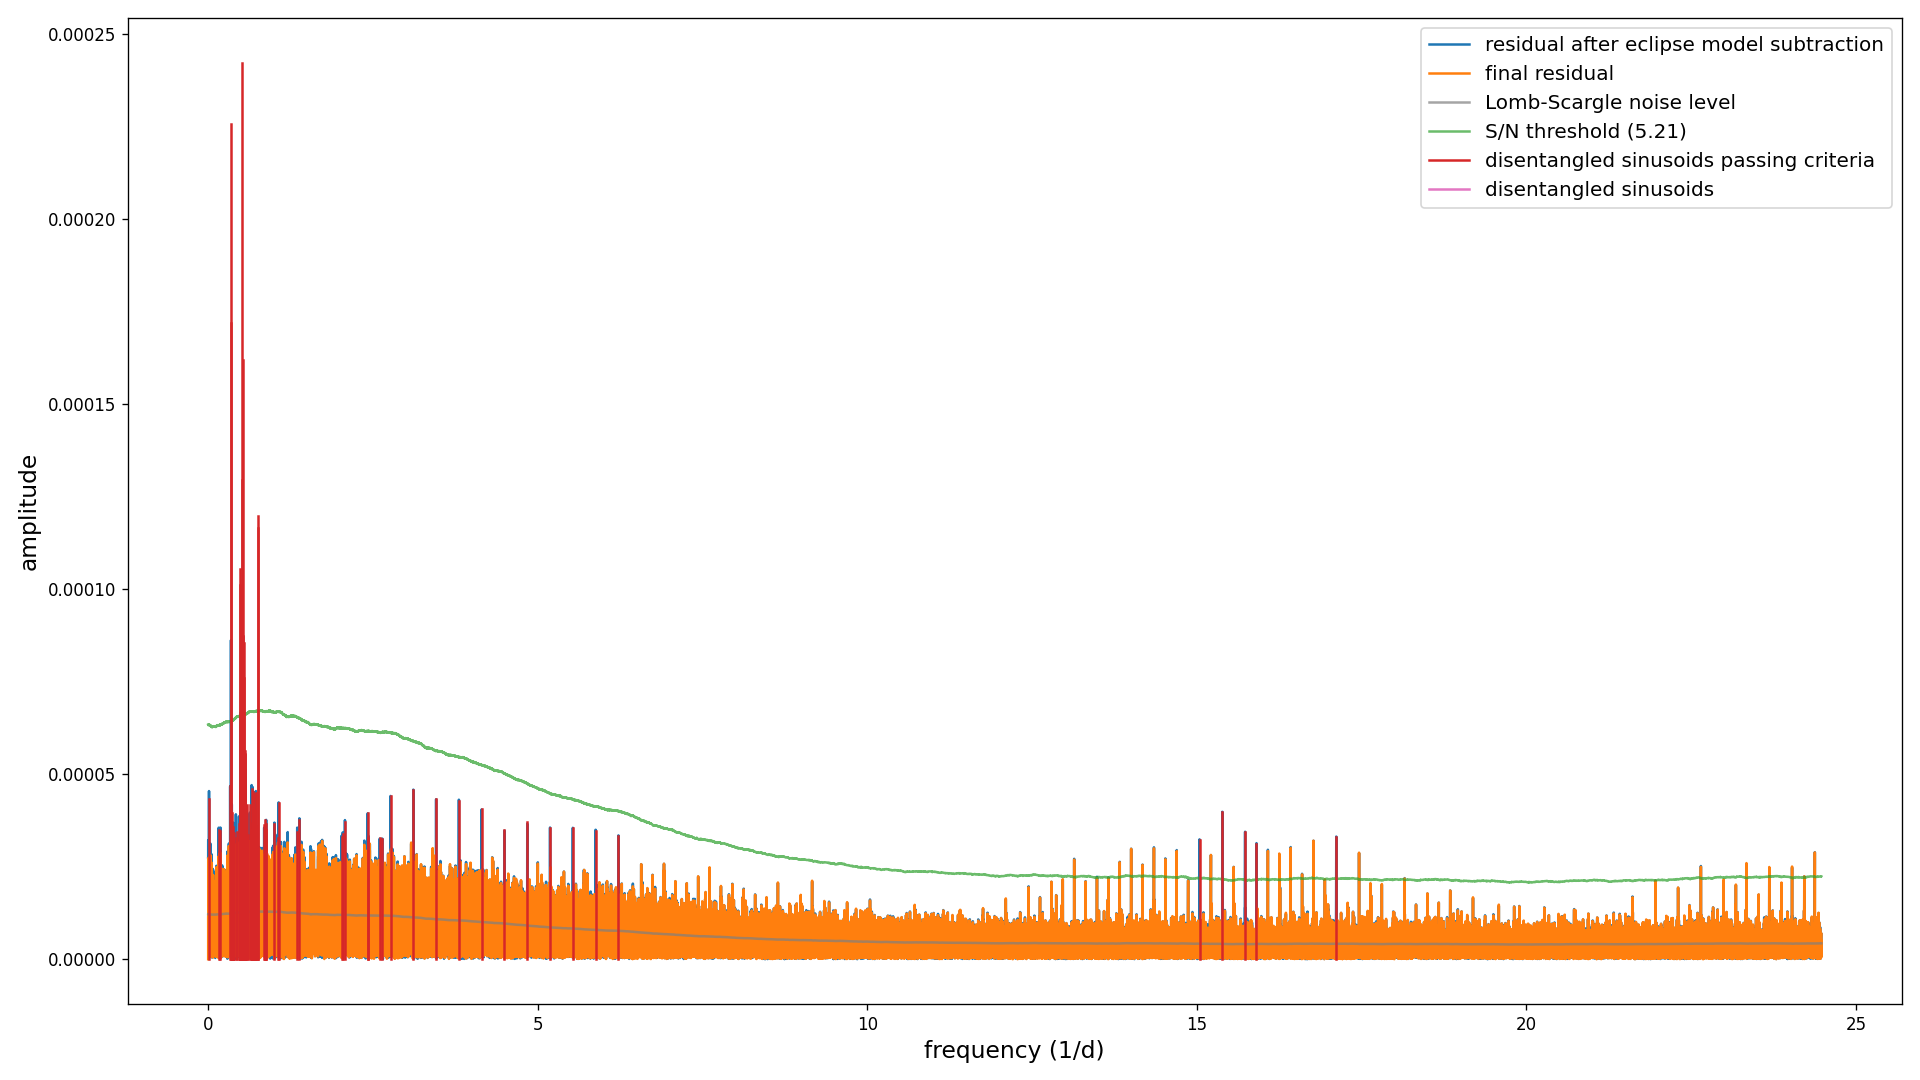 0.00025
0.00020
0.00015
0.00010
0.00005
0.00000
amplitude
residual after eclipse model subtraction
final residual
Lomb-Scargle noise level
S/N threshold (5.21)
disentangled sinusoids passing criteria
disentangled sinusoids
0 5 10 15 20 25
frequency (1/d)